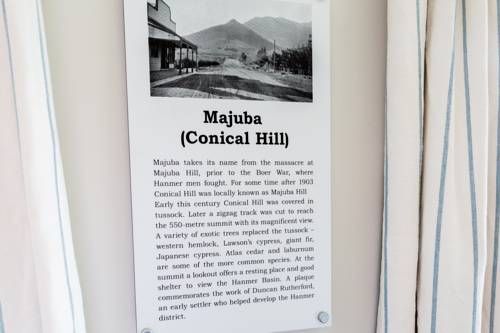 Majuba
(Conical Hill)
Majuba takes its name from the massacre at
Majuba Hill, prior to the Boer War, where
Hanmer men fought. For some time after 1903
Conical Hill was locally known as Majuba Hill
Early this century Conical Hill was covered in
tussock. Later a zigzag track was cut to reach
the 550-metre summit with its magnificent view.
A variety of exotic trees replaced the tussock –
western hemlock, Lawson's cypress, giant fir,
Japanese cypress. Atlas cedar and laburnum
are some of the more common species. At the
summit a lookout offers a resting place and good
shelter to view the Hanmer Basin. A plaque
commemorates the work of Duncan Rutherford,
an early settler who helped develop the Hanmer
district.